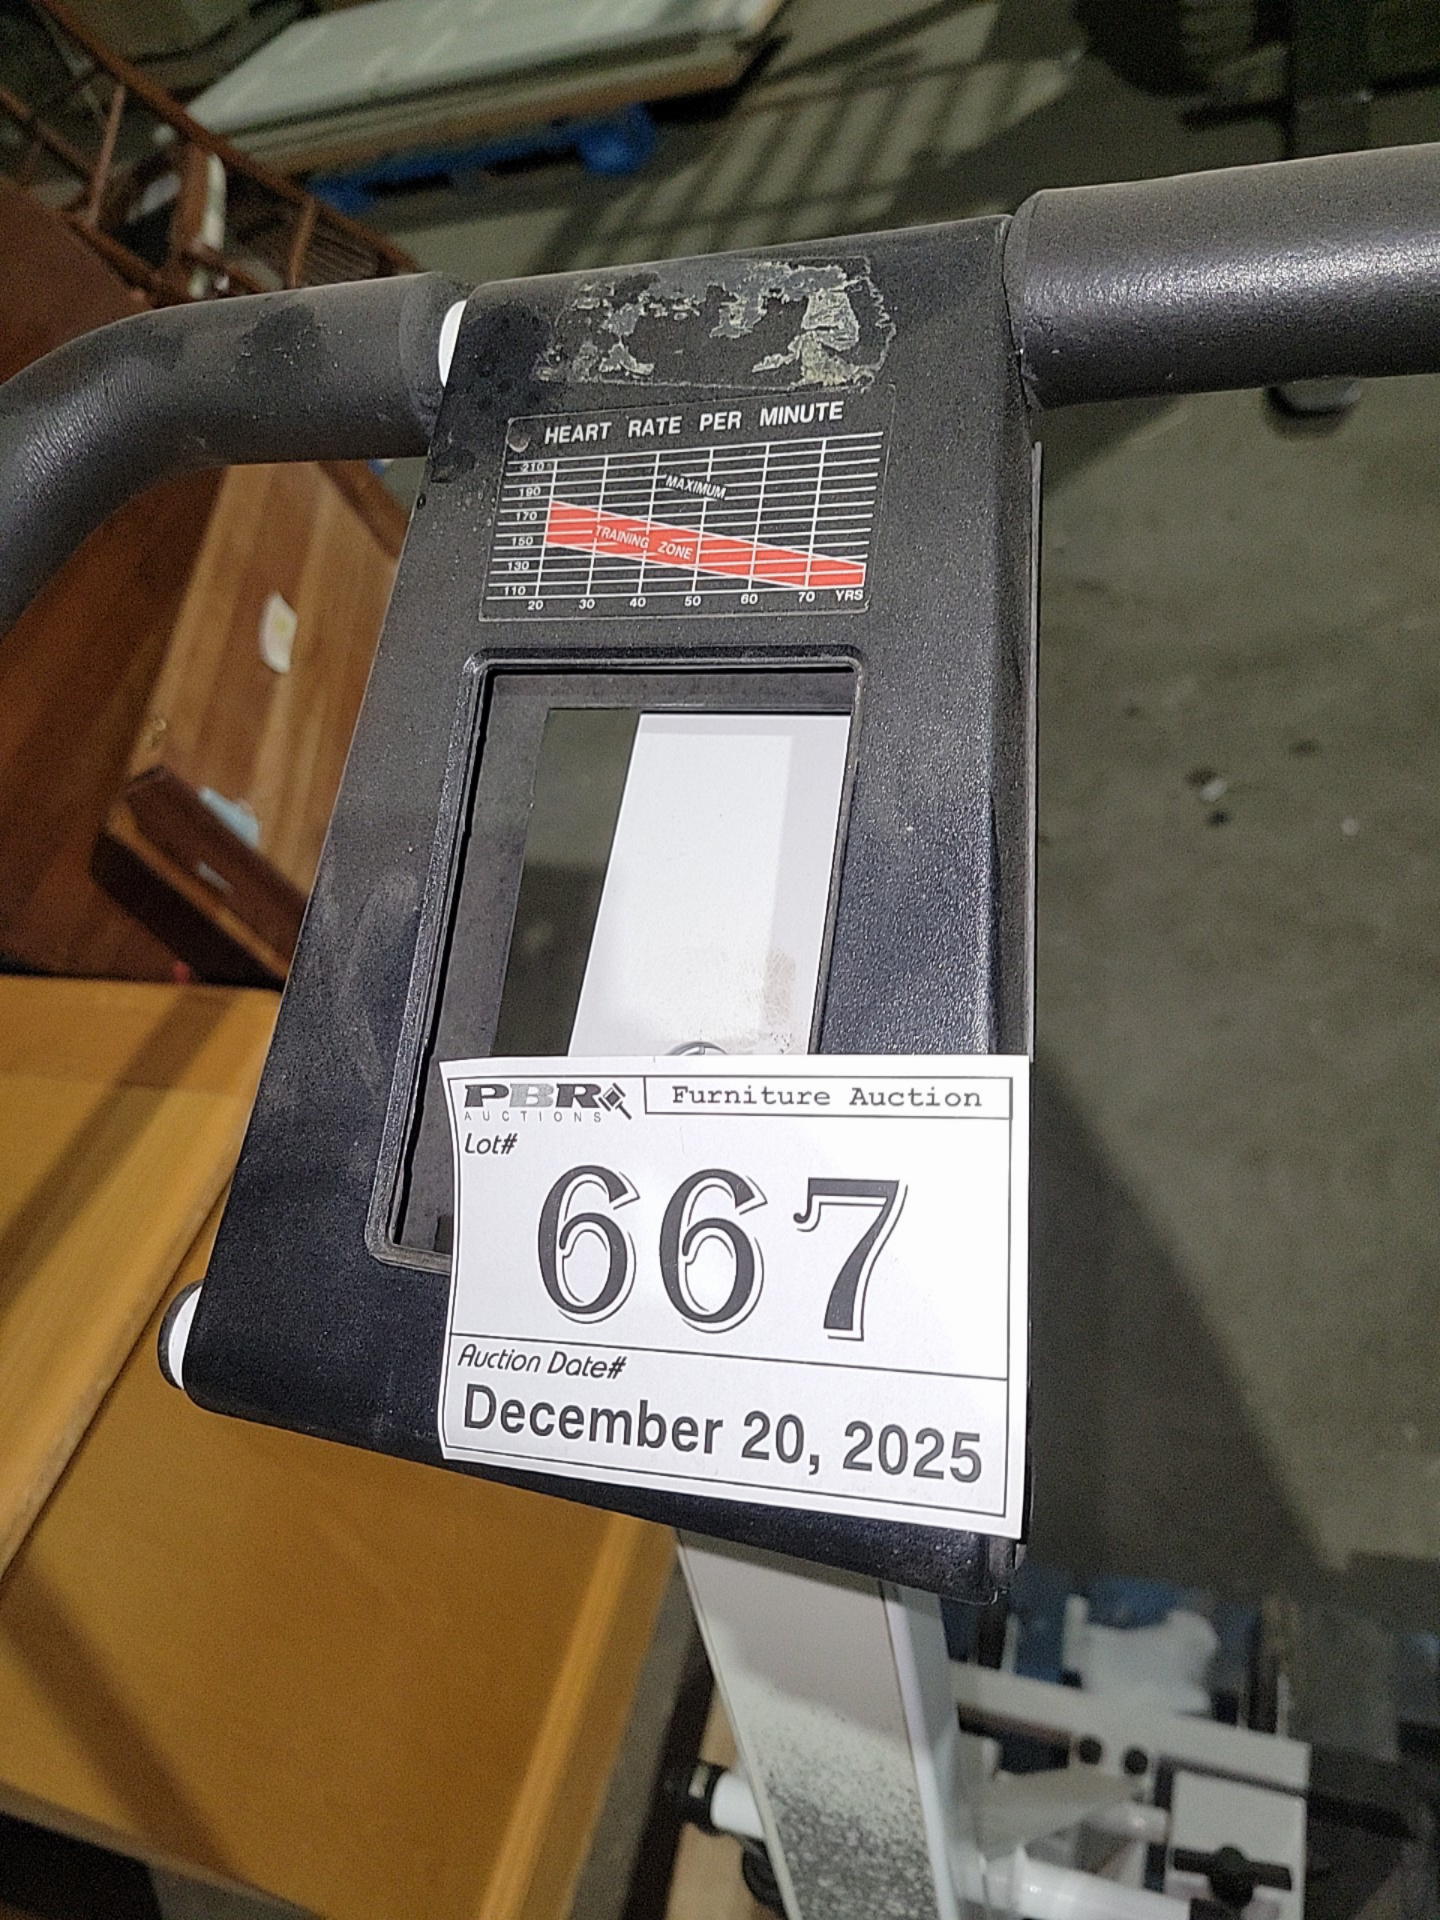 HEART RATE PER MINUTE
210
MAXIMUM
190
170
TRAINING ZONE
150
130
110
20 30 40 50 60 70 YRS
PBR
AUCTIONS
Furniture Auction
Lot#
667
Auction Date#
December 20, 2025